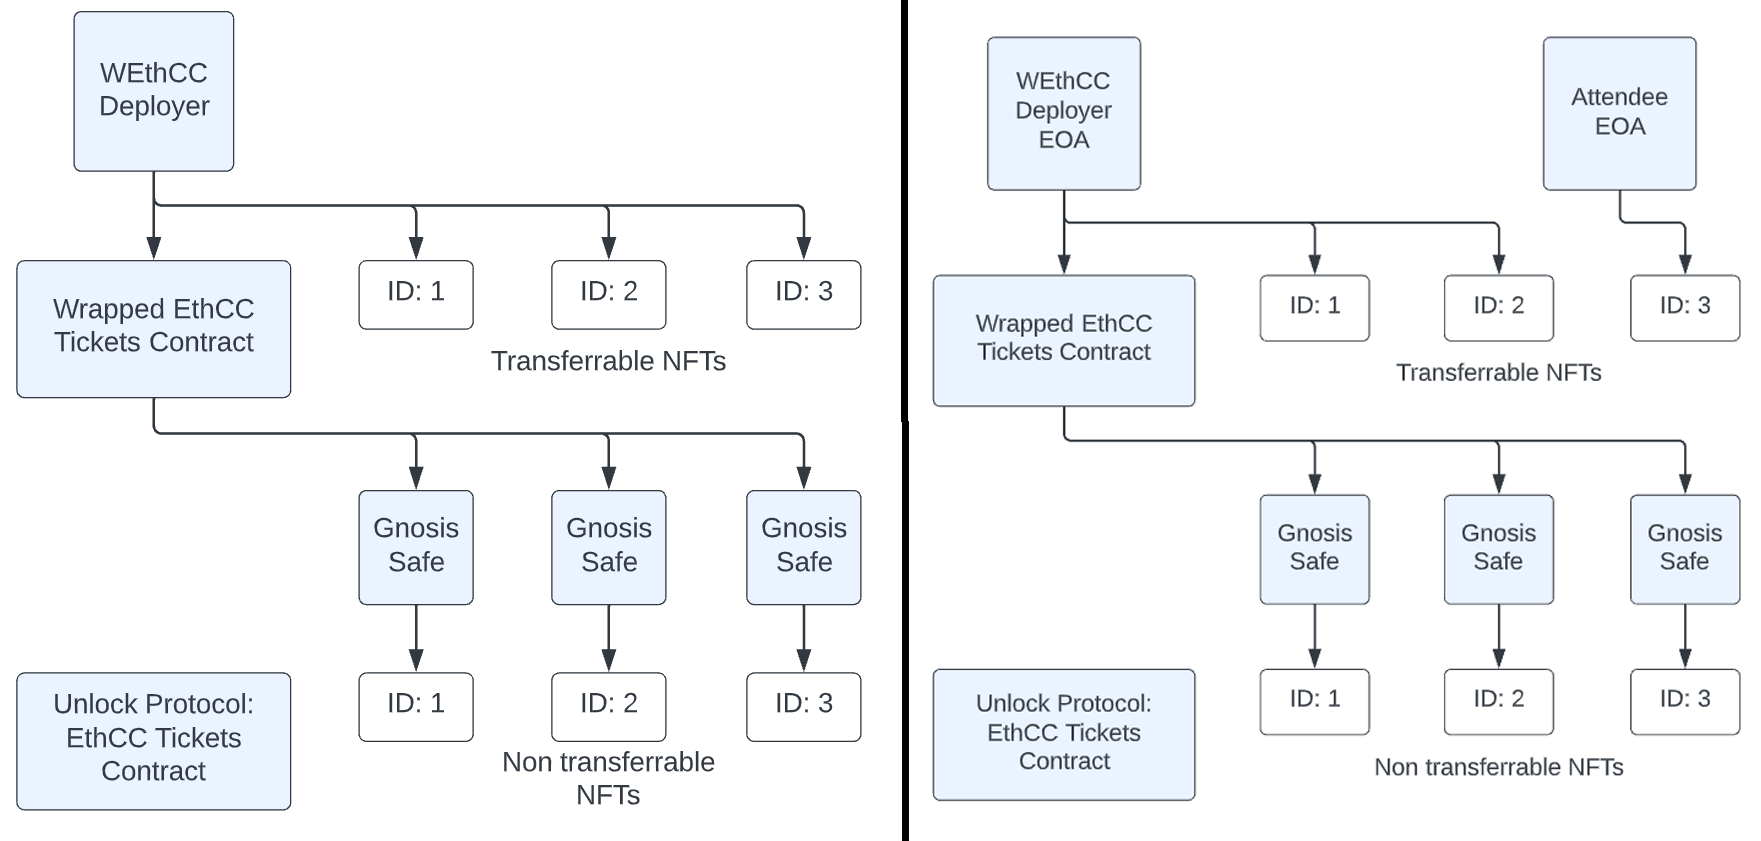 WEthCC
Deployer
Wrapped EthCC
Tickets Contract
ID: 1
ID: 2
ID: 3
Transferrable NFTs
Gnosis
Safe
Gnosis
Safe
Gnosis
Safe
Unlock Protocol:
EthCC Tickets
Contract
ID: 1
ID: 2
ID: 3
Non transferrable
NFTs
WEthCC
Deployer
EOA
Attendee
EOA
Wrapped EthCC
Tickets Contract
ID: 1
ID: 2
ID: 3
Transferrable NFTs
Gnosis
Safe
Gnosis
Safe
Gnosis
Safe
Unlock Protocol:
EthCC Tickets
Contract
ID: 1
ID: 2
ID: 3
Non transferrable NFTs